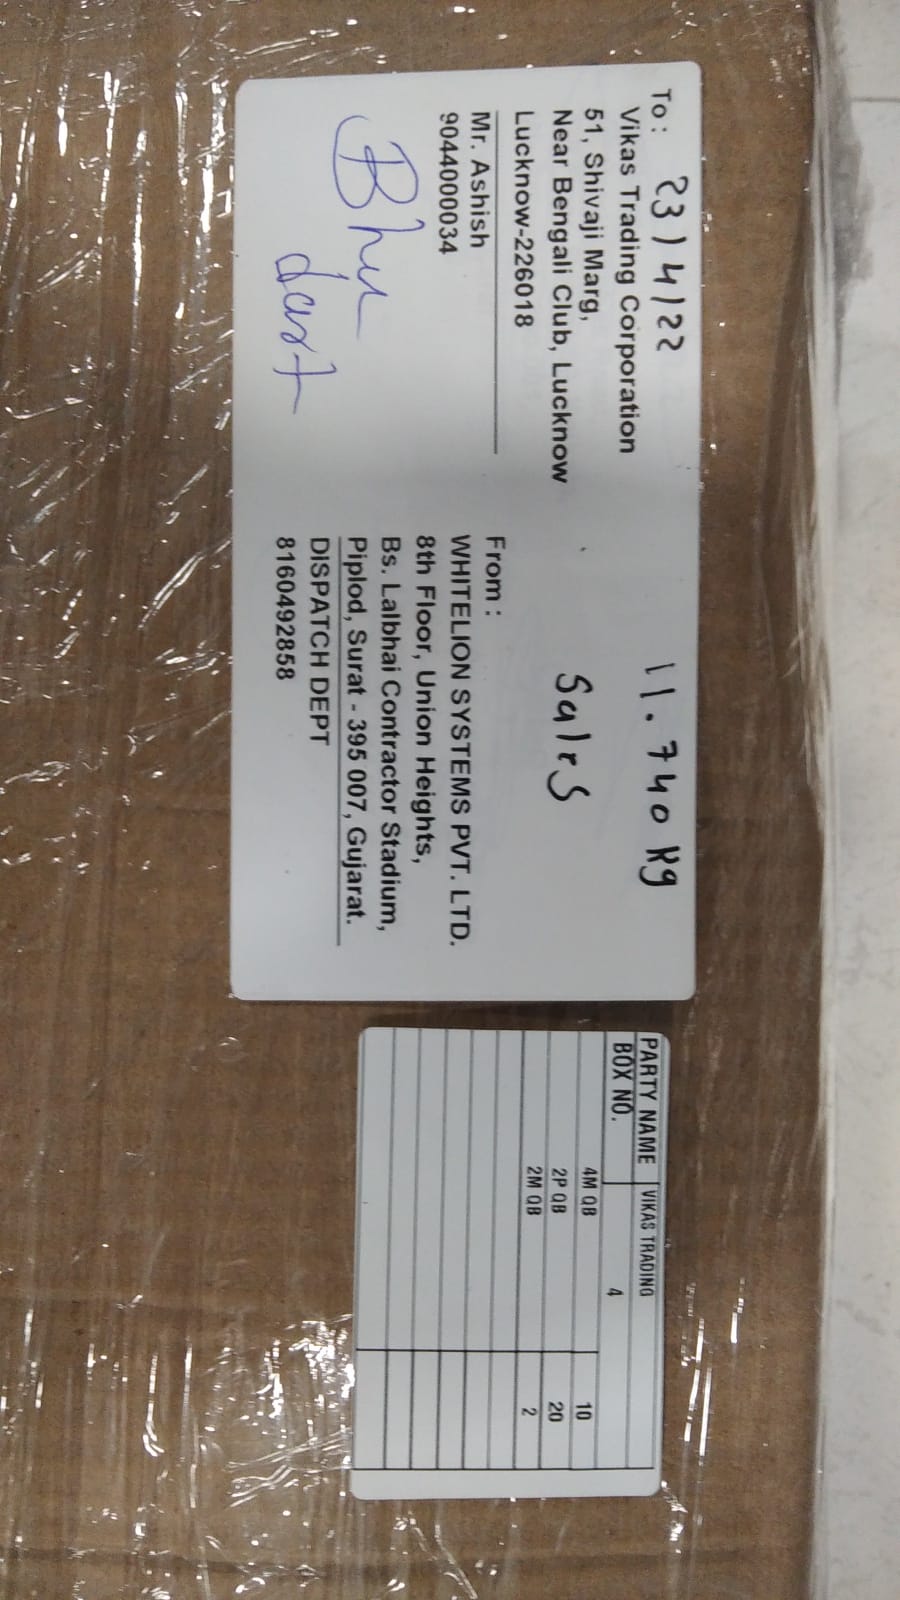 23/4/22
11.740 Kg
To :
Vikas Trading Corporation
51, Shivaji Marg,
Near Bengali Club, Lucknow
Lucknow-226018
Sales
Mr. Ashish
9044000034
From :
WHITELION SYSTEMS PVT. LTD.
8th Floor, Union Heights,
Bs. Lalbhai Contractor Stadium,
Piplod, Surat - 395 007, Gujarat.
DISPATCH DEPT
8160492858
PARTY NAME VIKAS TRADING
BOX NO. 4
4M QB 10
2P QB 20
2M QB 2